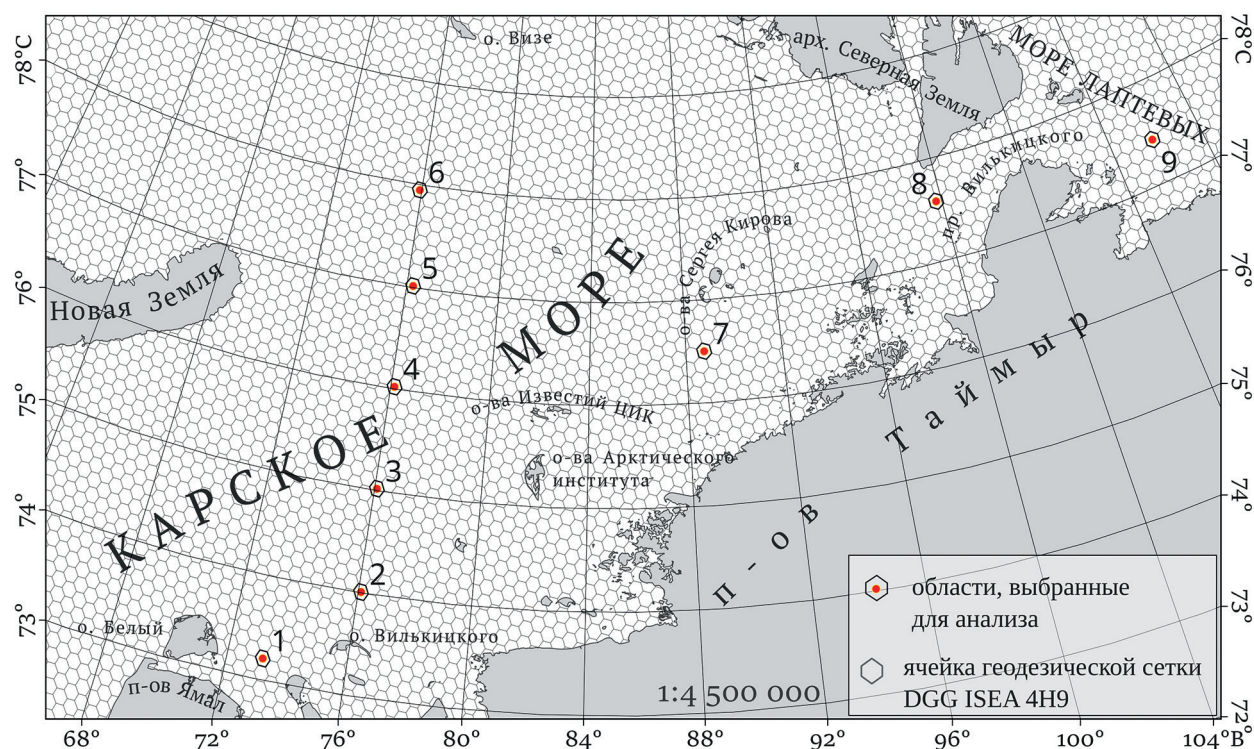 о. Визе
арх. Северная Земля
МОРЕ ЛАПТЕВЫХ
78°С
78°С
77°
77°
76°
76°
75°
75°
74°
74°
73°
73°
72
пр. Вилькицкого
о-ва Сергея Кирова
Новая Земля
КАРСКОЕ
МОРЕ
о-ва Известий ЦИК
о-ва Арктического
института
Таймыр
п-ов
о. Белый
о. Вилькицкого
п-ов Ямал
1
2
3
4
5
6
7
8
9
1:4 500 000
области, выбранные
для анализа
ячейка геодезической сетки
DGG ISEA 4H9
68° 72° 76° 80° 84° 88° 92° 96° 100° 104°В